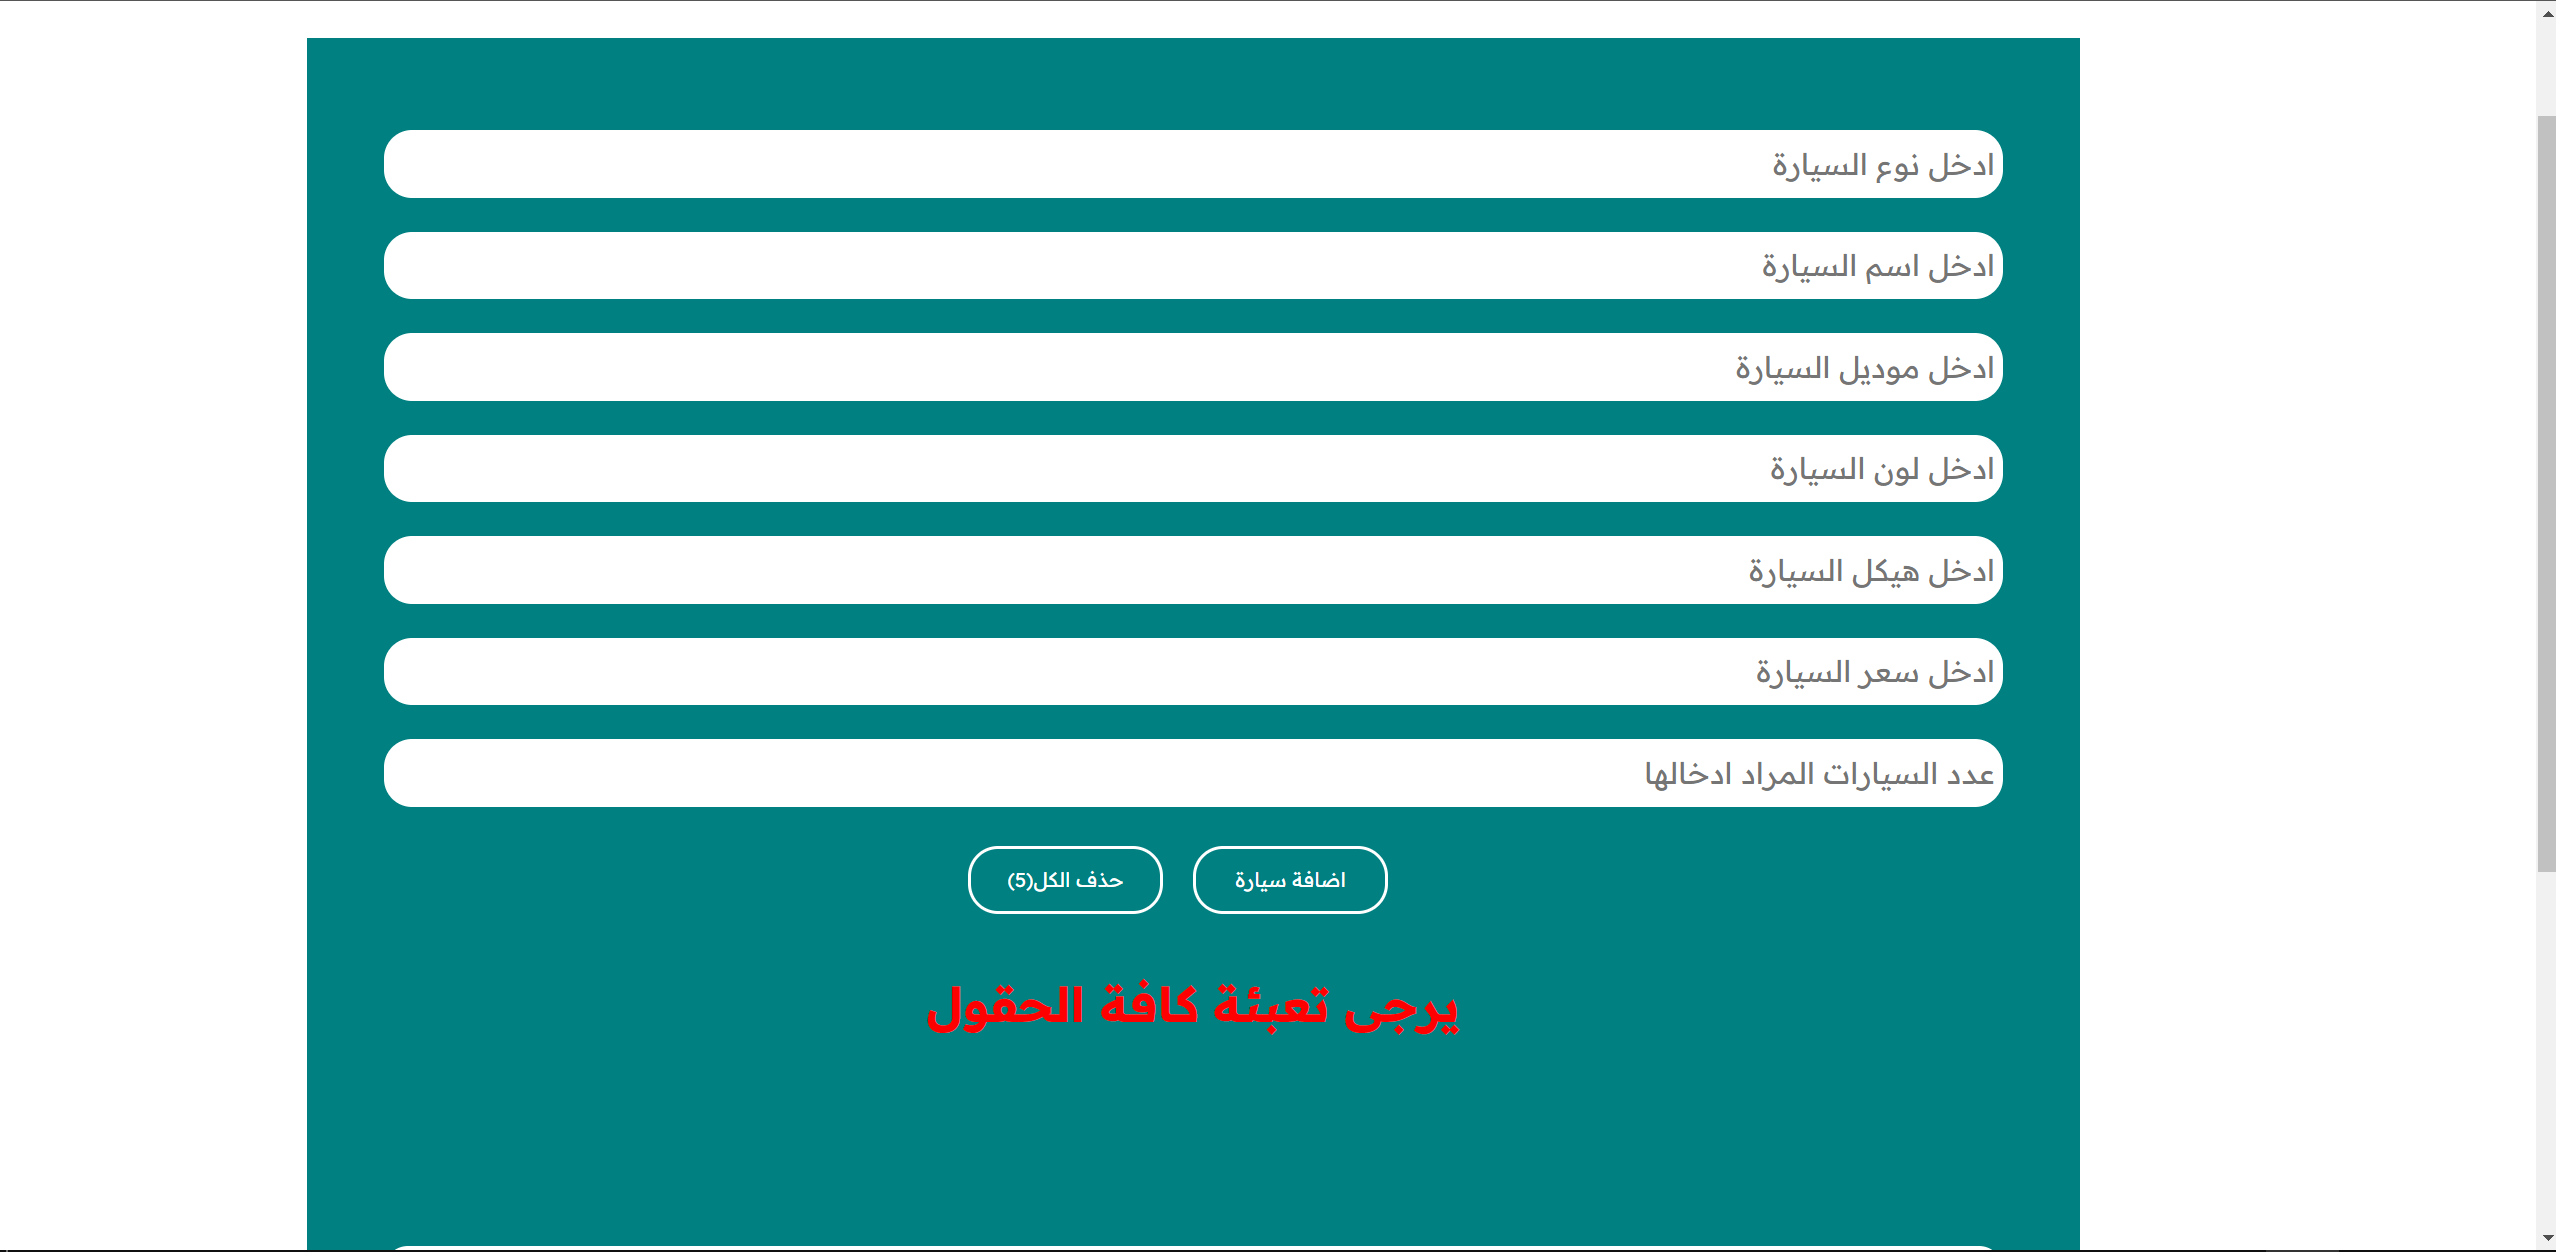 ادخل نوع السيارة
ادخل اسم السيارة
ادخل موديل السيارة
ادخل لون السيارة
ادخل هيكل السيارة
ادخل سعر السيارة
عدد السيارات المراد ادخالها
اضافة سيارة
حذف الكل(5)
يرجى تعبئة كافة الحقول